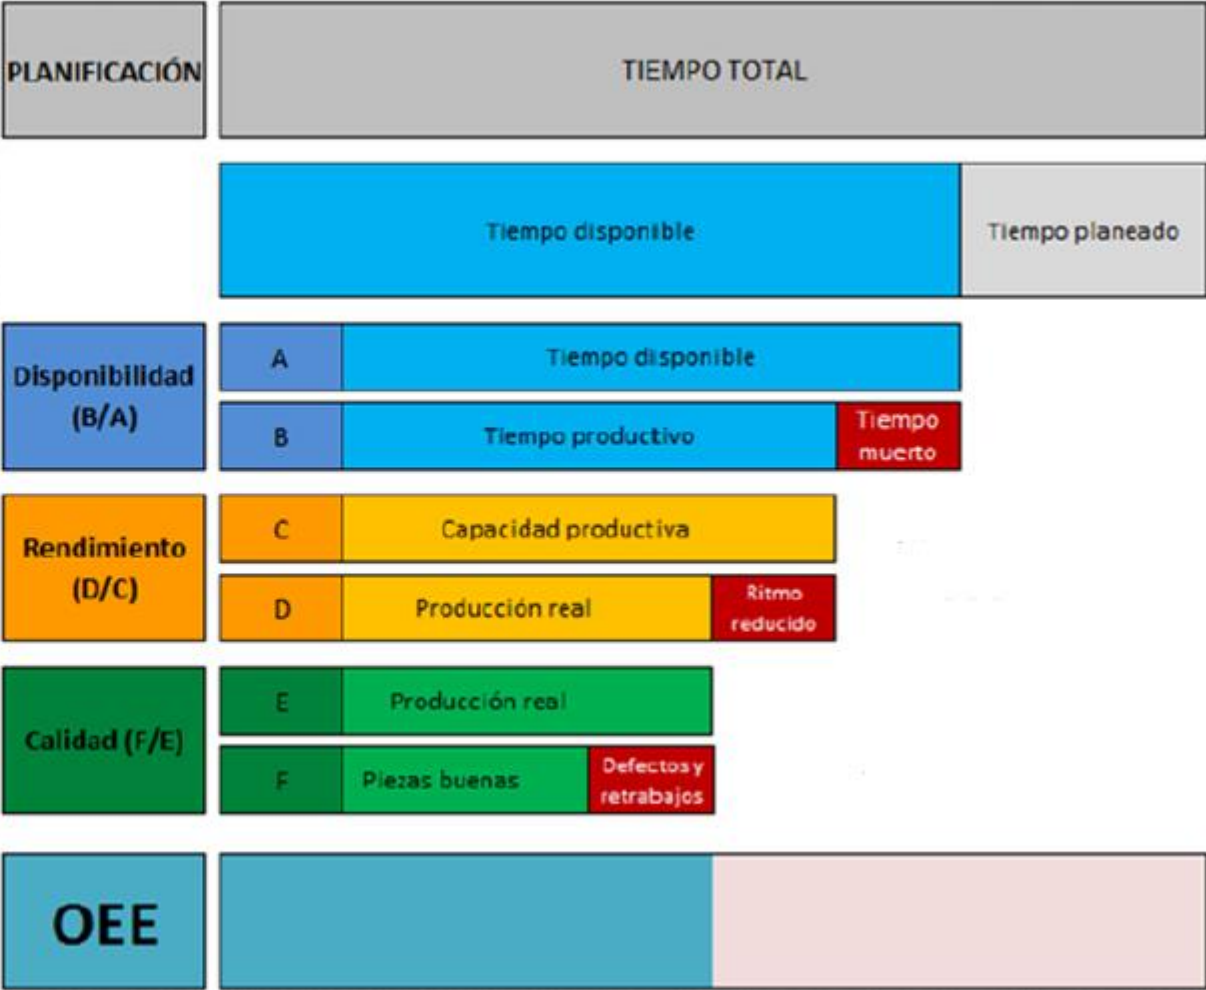 PLANIFICACIÓN
TIEMPO TOTAL
Tiempo disponible
Tiempo planeado
Disponibilidad
(B/A)
A
Tiempo disponible
B
Tiempo productivo
Tiempo
muerto
Rendimiento
(D/C)
C
Capacidad productiva
D
Producción real
Ritmo
reducido
Calidad (F/E)
E
Producción real
F
Piezas buenas
Defectos y
retrabajos
OEE